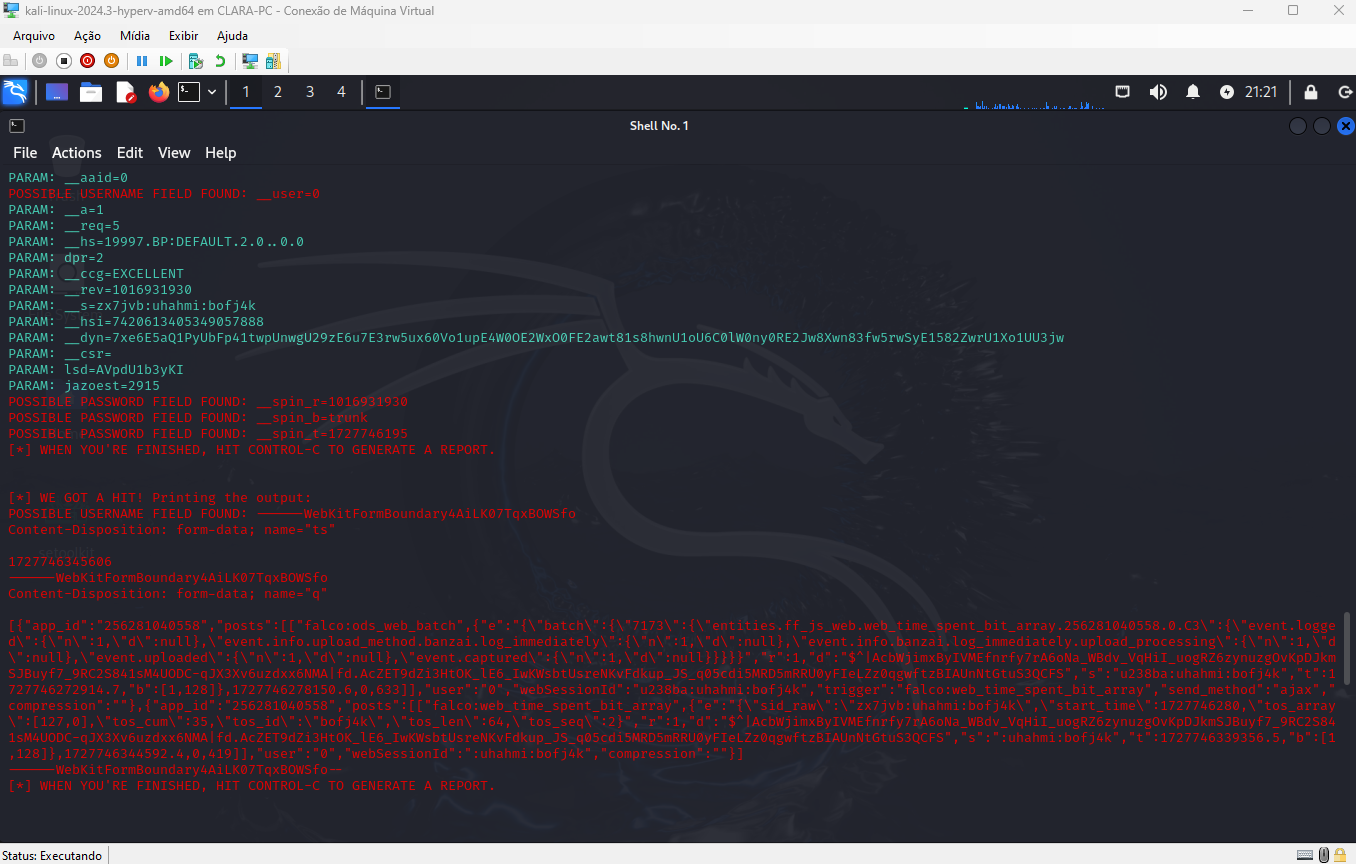 kali-linux-2024.3-hyperv-amd64 em CLARA-PC - Conexão de Máquina Virtual
Arquivo Ação Mídia Exibir Ajuda
1 2 3 4 21:21
Shell No. 1
File Actions Edit View Help
PARAM: __aaid=0
POSSIBLE USERNAME FIELD FOUND: __user=0
PARAM: __a=1
PARAM: __req=5
PARAM: __hs=19997.BP:DEFAULT.2.0..0.0
PARAM: dpr=2
PARAM: __ccg=EXCELLENT
PARAM: __rev=1016931930
PARAM: __s=zx7jvb:uhahmi:bofj4k
PARAM: __hsi=7420613405349057888
PARAM: __dyn=7xe6E5aQ1PyUbFp41twpUnwgU29zE6u7E3rw5ux60Vo1upE4W0OE2WxO0FE2awt81s8hwnU1oU6C0lW0ny0RE2Jw8Xwn83fw5rwSyE1582ZwrU1Xo1UU3jw
PARAM: __csr=
PARAM: lsd=AVpdU1b3yKI
PARAM: jazoest=2915
POSSIBLE PASSWORD FIELD FOUND: __spin_r=1016931930
POSSIBLE PASSWORD FIELD FOUND: __spin_b=trunk
POSSIBLE PASSWORD FIELD FOUND: __spin_t=1727746195
[*] WHEN YOU'RE FINISHED, HIT CONTROL-C TO GENERATE A REPORT.
[*] WE GOT A HIT! Printing the output:
POSSIBLE USERNAME FIELD FOUND: ------WebKitFormBoundary4AiLK07TqxBOWSfo
Content-Disposition: form-data; name="ts"
setoolkit
1727746345606
------WebKitFormBoundary4AiLK07TqxBOWSfo
Content-Disposition: form-data; name="q"
[{"app_id":"256281040558","posts":[["falco:ods_web_batch",{"e":"{\"batch\":{\"7173\":{\"entities.ff_js_web.web_time_spent_bit_array.256281040558.0.C3\":{\"event.logge
d\":{\"n\":1,\"d\":null},\"event.info.upload_method.banzai.log_immediately\":{\"n\":1,\"d\":null},\"event.info.banzai.log_immediately.upload_processing\":{\"n\":1,\"d
\":null},\"event.uploaded\":{\"n\":1,\"d\":null},\"event.captured\":{\"n\":1,\"d\":null}}}}}","r":1,"d":"$^|AcbWjimxByIVMEfnrfy7rA6oNa_WBdv_VqHiI_uogRZ6zynuzgOvKpDJkm
SJBuyf7_9RC2S841sM4UODC-qJX3Xv6uzdxx6NMA|fd.AcZET9dZi3HtOK_lE6_IwKWsbtUsreNKvFdkup_JS_q05cdi5MRD5mRRU0yFIeLZz0qgwftzBIAUnNtGtuS3QCFS","s":"u238ba:uhahmi:bofj4k","t":1
727746272914.7,"b":[1,128]},1727746278150.6,0,633]],"user":"0","webSessionId":"u238ba:uhahmi:bofj4k","trigger":"falco:web_time_spent_bit_array","send_method":"ajax","
compression":""},{"app_id":"256281040558","posts":[["falco:web_time_spent_bit_array",{"e":"{\"sid_raw\":\"zx7jvb:uhahmi:bofj4k\",\"start_time\":1727746280,\"tos_array
\":[127,0],\"tos_cum\":35,\"tos_id\":\"bofj4k\",\"tos_len\":64,\"tos_seq\":2}","r":1,"d":"$^|AcbWjimxByIVMEfnrfy7rA6oNa_WBdv_VqHiI_uogRZ6zynuzgOvKpDJkmSJBuyf7_9RC2S84
1sM4UODC-qJX3Xv6uzdxx6NMA|fd.AcZET9dZi3HtOK_lE6_IwKWsbtUsreNKvFdkup_JS_q05cdi5MRD5mRRU0yFIeLZz0qgwftzBIAUnNtGtuS3QCFS","s":":uhahmi:bofj4k","t":1727746339356.5,"b":[1
,128]},1727746344592.4,0,419]],"user":"0","webSessionId":":uhahmi:bofj4k","compression":""}]
------WebKitFormBoundary4AiLK07TqxBOWSfo--
[*] WHEN YOU'RE FINISHED, HIT CONTROL-C TO GENERATE A REPORT.
Status: Executando